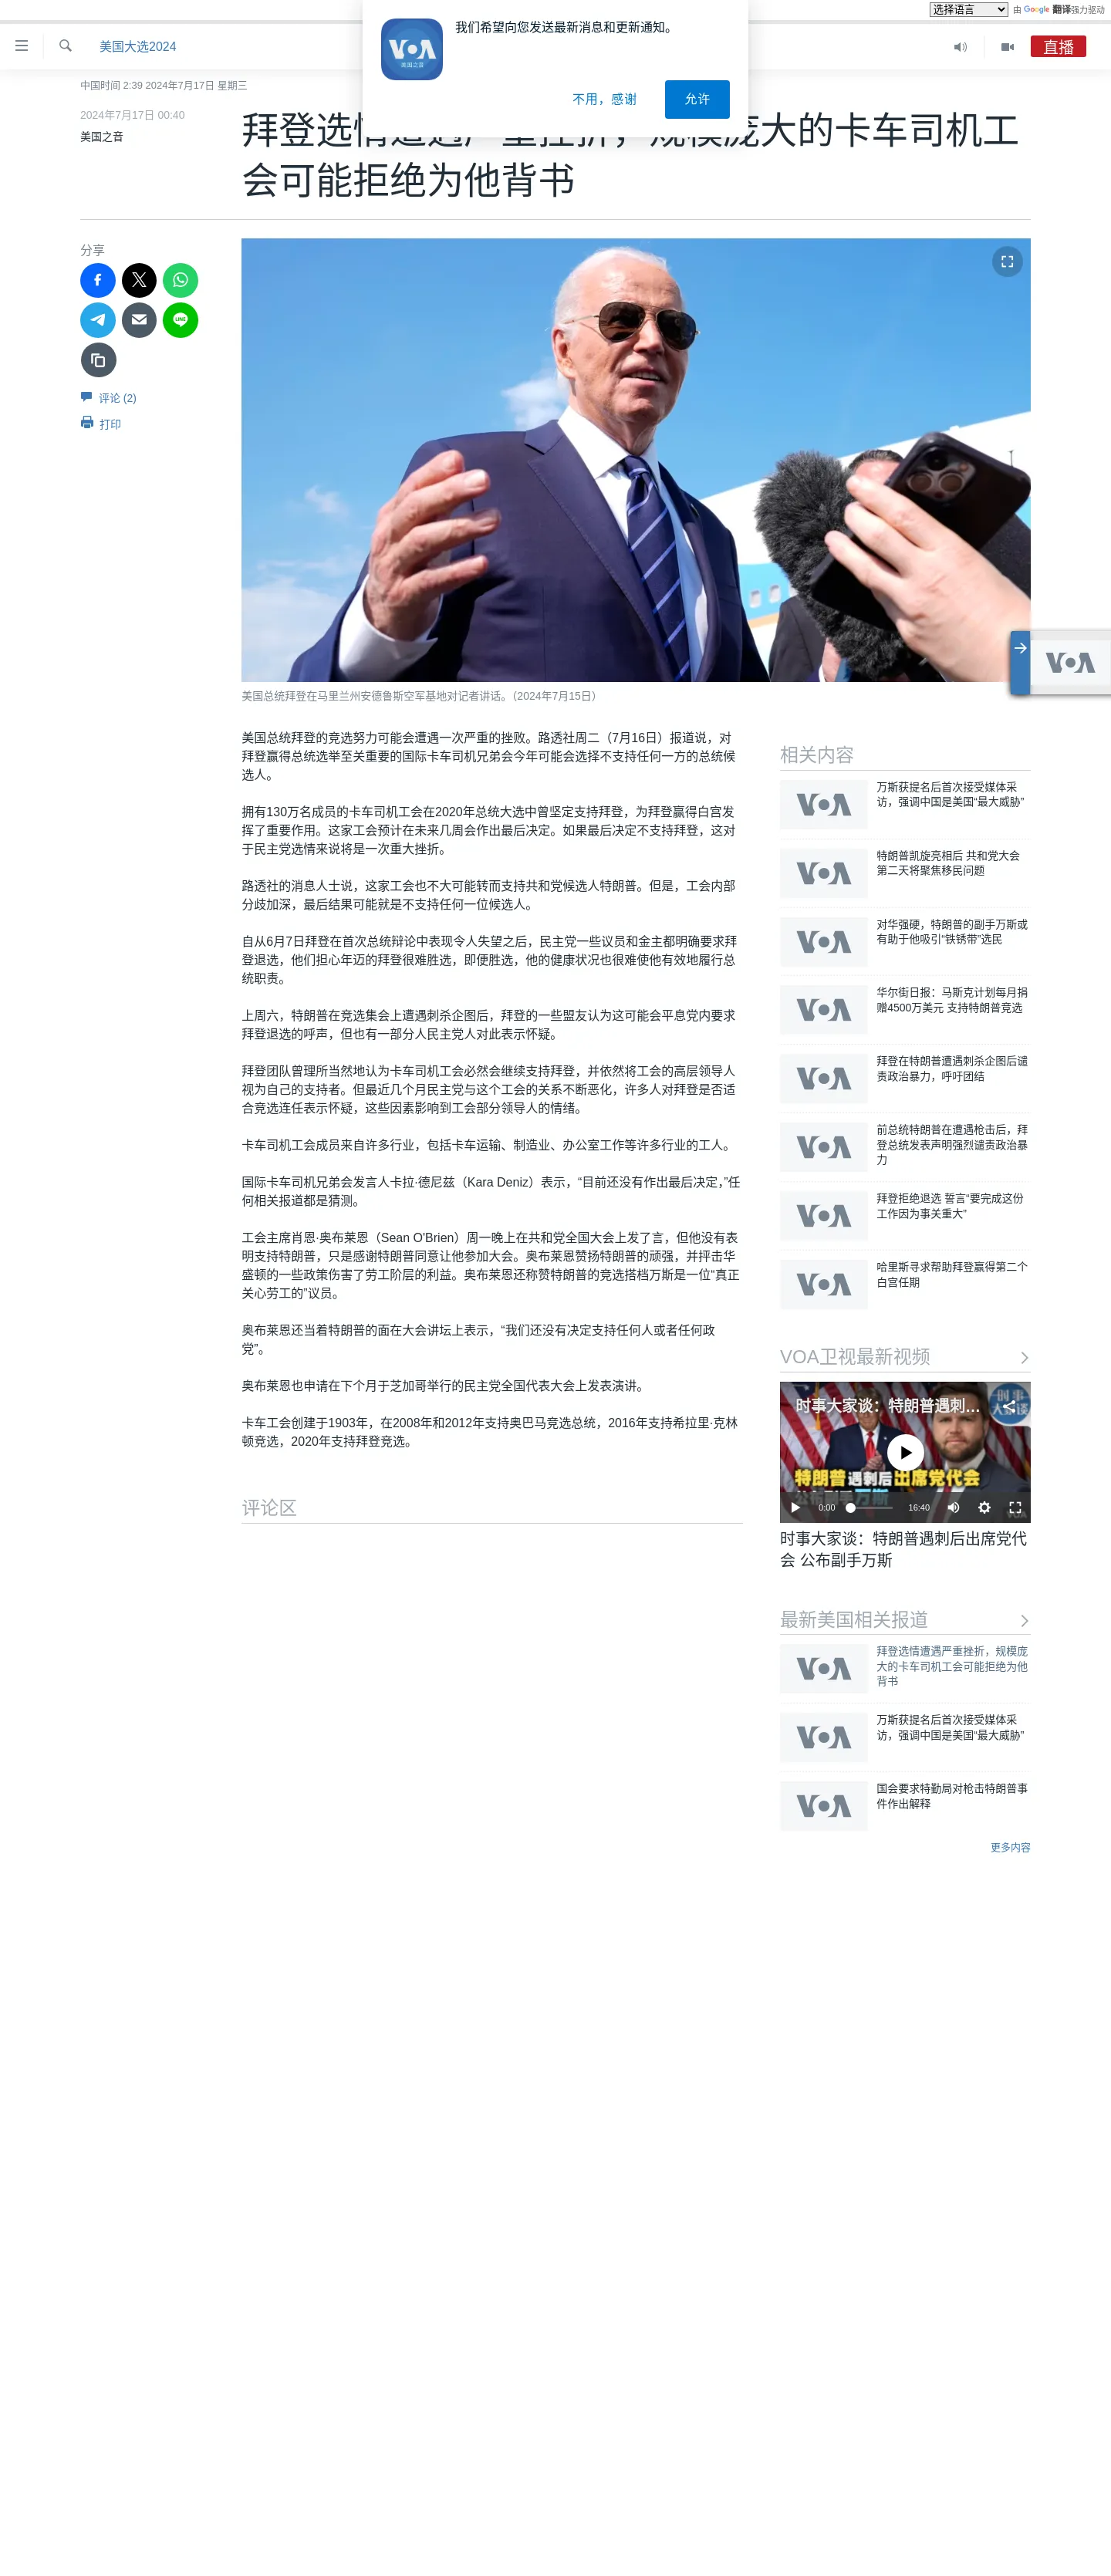 选择语言
由 Google 翻译强力驱动
我们希望向您发送最新消息和更新通知。
VOA
美国之音
不用，感谢
允许
美国大选2024
直播
中国时间 2:39 2024年7月17日 星期三
2024年7月17日 00:40
美国之音
拜登选情遭遇严重挫折，规模庞大的卡车司机工
会可能拒绝为他背书
分享
LINE
评论 (2)
打印
美国总统拜登在马里兰州安德鲁斯空军基地对记者讲话。（2024年7月15日）
VOA
美国总统拜登的竞选努力可能会遭遇一次严重的挫败。路透社周二（7月16日）报道说，对
拜登赢得总统选举至关重要的国际卡车司机兄弟会今年可能会选择不支持任何一方的总统候
选人。
拥有130万名成员的卡车司机工会在2020年总统大选中曾坚定支持拜登，为拜登赢得白宫发
挥了重要作用。这家工会预计在未来几周会作出最后决定。如果最后决定不支持拜登，这对
于民主党选情来说将是一次重大挫折。
路透社的消息人士说，这家工会也不大可能转而支持共和党候选人特朗普。但是，工会内部
分歧加深，最后结果可能就是不支持任何一位候选人。
自从6月7日拜登在首次总统辩论中表现令人失望之后，民主党一些议员和金主都明确要求拜
登退选，他们担心年迈的拜登很难胜选，即便胜选，他的健康状况也很难使他有效地履行总
统职责。
上周六，特朗普在竞选集会上遭遇刺杀企图后，拜登的一些盟友认为这可能会平息党内要求
拜登退选的呼声，但也有一部分人民主党人对此表示怀疑。
拜登团队曾理所当然地认为卡车司机工会必然会继续支持拜登，并依然将工会的高层领导人
视为自己的支持者。但最近几个月民主党与这个工会的关系不断恶化，许多人对拜登是否适
合竞选连任表示怀疑，这些因素影响到工会部分领导人的情绪。
卡车司机工会成员来自许多行业，包括卡车运输、制造业、办公室工作等许多行业的工人。
国际卡车司机兄弟会发言人卡拉·德尼兹（Kara Deniz）表示，“目前还没有作出最后决定，”任
何相关报道都是猜测。
工会主席肖恩·奥布莱恩（Sean O'Brien）周一晚上在共和党全国大会上发了言，但他没有表
明支持特朗普，只是感谢特朗普同意让他参加大会。奥布莱恩赞扬特朗普的顽强，并抨击华
盛顿的一些政策伤害了劳工阶层的利益。奥布莱恩还称赞特朗普的竞选搭档万斯是一位“真正
关心劳工的”议员。
奥布莱恩还当着特朗普的面在大会讲坛上表示，“我们还没有决定支持任何人或者任何政
党”。
奥布莱恩也申请在下个月于芝加哥举行的民主党全国代表大会上发表演讲。
卡车工会创建于1903年，在2008年和2012年支持奥巴马竞选总统，2016年支持希拉里·克林
顿竞选，2020年支持拜登竞选。
评论区
相关内容
VOA
万斯获提名后首次接受媒体采
访，强调中国是美国“最大威胁”
VOA
特朗普凯旋亮相后 共和党大会
第二天将聚焦移民问题
VOA
对华强硬，特朗普的副手万斯或
有助于他吸引“铁锈带”选民
VOA
华尔街日报：马斯克计划每月捐
赠4500万美元 支持特朗普竞选
VOA
拜登在特朗普遭遇刺杀企图后谴
责政治暴力，呼吁团结
VOA
前总统特朗普在遭遇枪击后，拜
登总统发表声明强烈谴责政治暴
力
VOA
拜登拒绝退选 誓言“要完成这份
工作因为事关重大”
VOA
哈里斯寻求帮助拜登赢得第二个
白宫任期
VOA卫视最新视频
时事大家谈：特朗普遇刺…
时事
大家谈
特朗普遇刺后出席党代会
公布副手万斯
0:00
16:40
时事大家谈：特朗普遇刺后出席党代
会 公布副手万斯
最新美国相关报道
VOA
拜登选情遭遇严重挫折，规模庞
大的卡车司机工会可能拒绝为他
背书
VOA
万斯获提名后首次接受媒体采
访，强调中国是美国“最大威胁”
VOA
国会要求特勤局对枪击特朗普事
件作出解释
更多内容